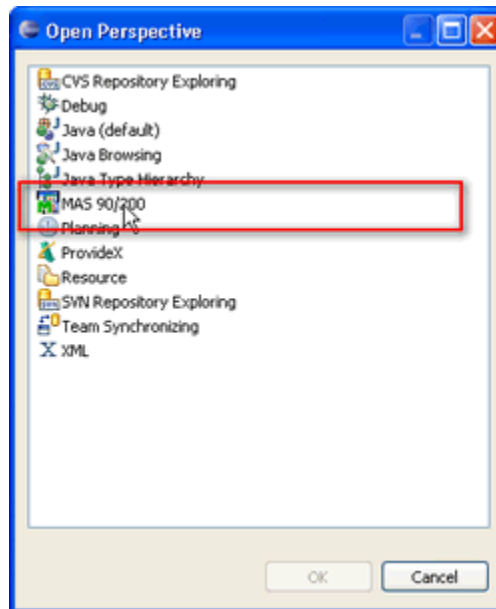 Open Perspective
CVS Repository Exploring
Debug
Java (default)
Java Browsing
Java Type Hierarchy
MAS 90/200
Planning
ProvideX
Resource
SVN Repository Exploring
Team Synchronizing
XML
OK
Cancel